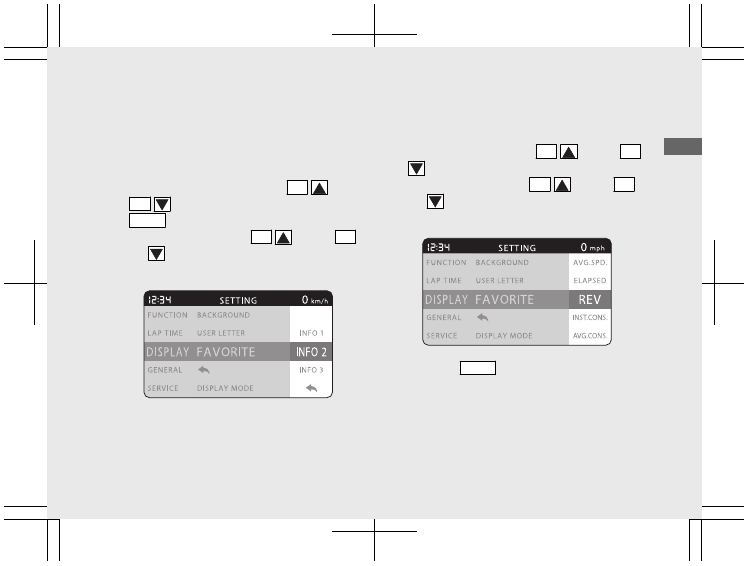 12:34 SETTING 0 km/h
FUNCTION BACKGROUND
LAP TIME USER LETTER INFO 1
DISPLAY FAVORITE INFO 2
GENERAL INFO 3
SERVICE DISPLAY MODE
12:34 SETTING 0 mph
FUNCTION BACKGROUND AVG.SPD.
LAP TIME USER LETTER ELAPSED
DISPLAY FAVORITE REV
GENERAL INST.CONS.
SERVICE DISPLAY MODE AVG.CONS.